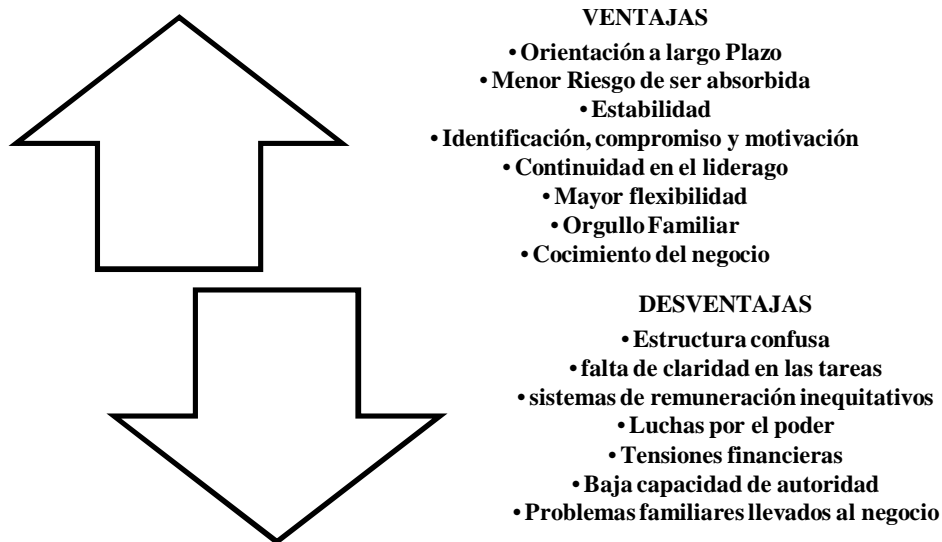 VENTAJAS
• Orientación a largo Plazo
• Menor Riesgo de ser absorbida
• Estabilidad
• Identificación, compromiso y motivación
• Continuidad en el liderago
• Mayor flexibilidad
• Orgullo Familiar
• Cocimiento del negocio
DESVENTAJAS
• Estructura confusa
• falta de claridad en las tareas
• sistemas de remuneración inequitativos
• Luchas por el poder
• Tensiones financieras
• Baja capacidad de autoridad
• Problemas familiares llevados al negocio